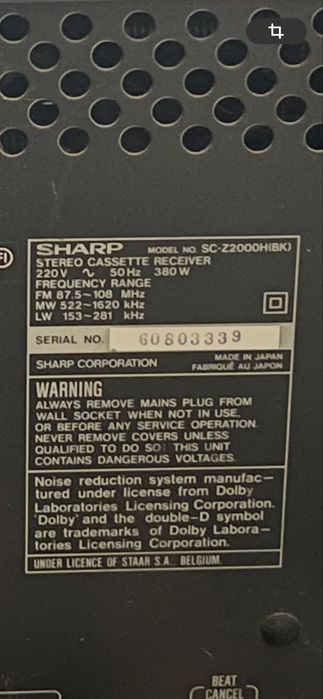 SHARP MODEL NO. SC-Z2000H(BK)
STEREO CASSETTE RECEIVER
220V ∿ 50Hz 380W
FREQUENCY RANGE
FM 87.5~108 MHz
MW 522~1620 kHz
LW 153~281 kHz
SERIAL NO. 60803339
SHARP CORPORATION MADE IN JAPAN
FABRIQUÉ AU JAPON
WARNING
ALWAYS REMOVE MAINS PLUG FROM
WALL SOCKET WHEN NOT IN USE,
OR BEFORE ANY SERVICE OPERATION.
NEVER REMOVE COVERS UNLESS
QUALIFIED TO DO SO: THIS UNIT
CONTAINS DANGEROUS VOLTAGES.
Noise reduction system manufac-
tured under license from Dolby
Laboratories Licensing Corporation.
'Dolby' and the double-D symbol
are trademarks of Dolby Labora-
tories Licensing Corporation.
UNDER LICENCE OF STAAR S.A., BELGIUM.
BEAT
CANCEL